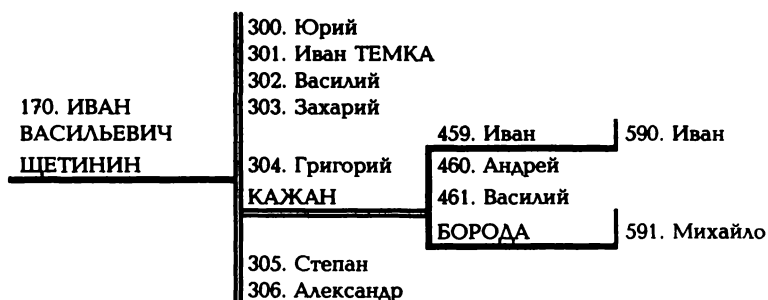 300. Юрий
301. Иван ТЕМКА
302. Василий
303. Захарий
170. ИВАН
ВАСИЛЬЕВИЧ
ЩЕТИНИН
304. Григорий
КАЖАН
459. Иван
460. Андрей
461. Василий
БОРОДА
590. Иван
591. Михайло
305. Степан
306. Александр